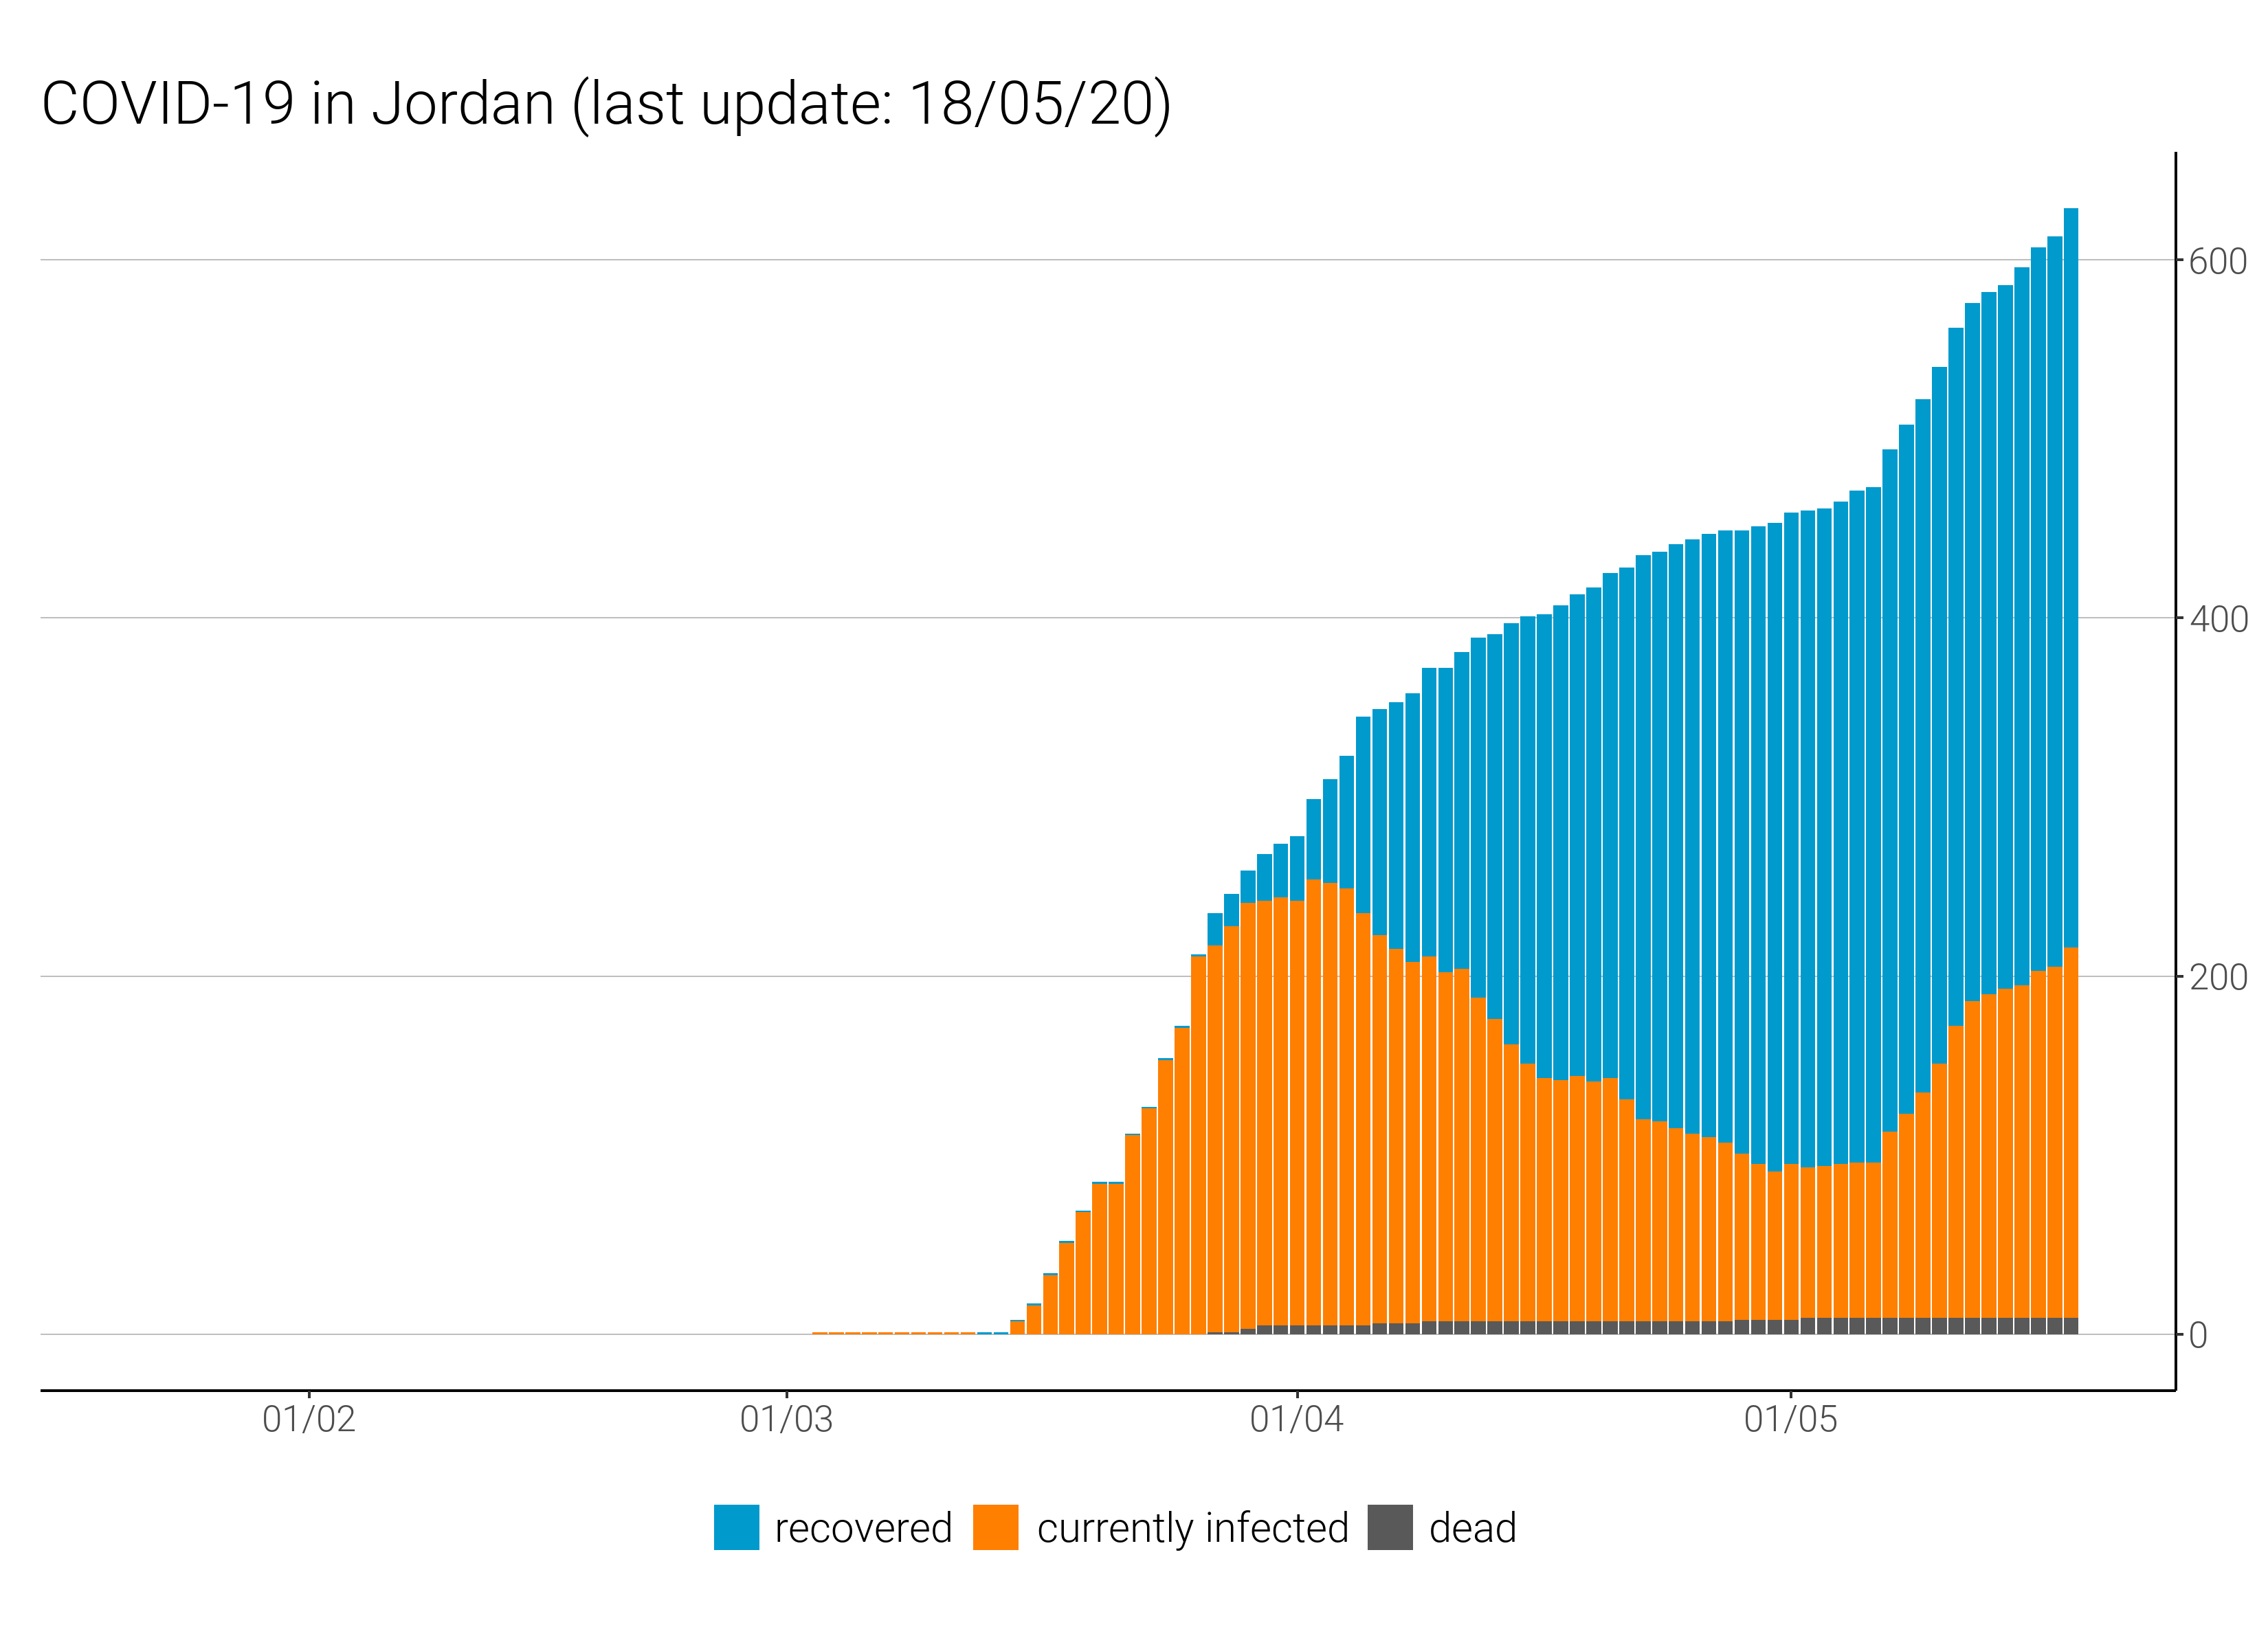 COVID-19 in Jordan (last update: 18/05/20)
600
400
200
0
01/02 01/03 01/04 01/05
recovered currently infected dead